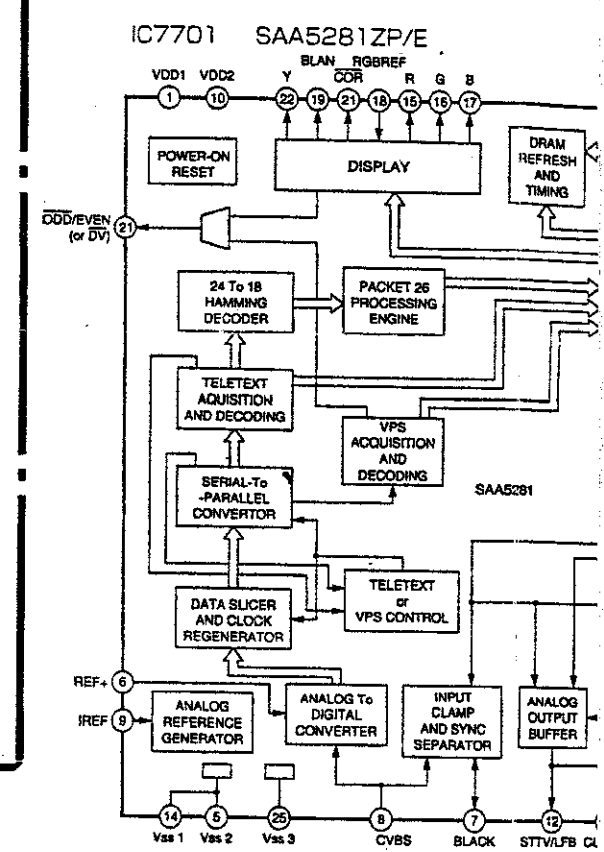 IC7701 SAA5281ZP/E
BLAN RGBREF
VDD1 VDD2 Y COR R G B
1 10 22 19 21 18 15 16 17
POWER-ON
RESET
DISPLAY
DRAM
REFRESH
AND
TIMING
ODD/EVEN
(or DV)
21
24 To 18
HAMMING
DECODER
PACKET 26
PROCESSING
ENGINE
TELETEXT
AQUISITION
AND DECODING
VPS
ACQUISITION
AND
DECODING
SERIAL-To
-PARALLEL
CONVERTOR
SAA5281
TELETEXT
or
VPS CONTROL
DATA SLICER
AND CLOCK
REGENERATOR
REF+ 6
IREF 9
ANALOG
REFERENCE
GENERATOR
ANALOG To
DIGITAL
CONVERTER
INPUT
CLAMP
AND SYNC
SEPARATOR
ANALOG
OUTPUT
BUFFER
14 5 25 8 7 12
Vss 1 Vss 2 Vss 3 CVBS BLACK STTV/LFB CL